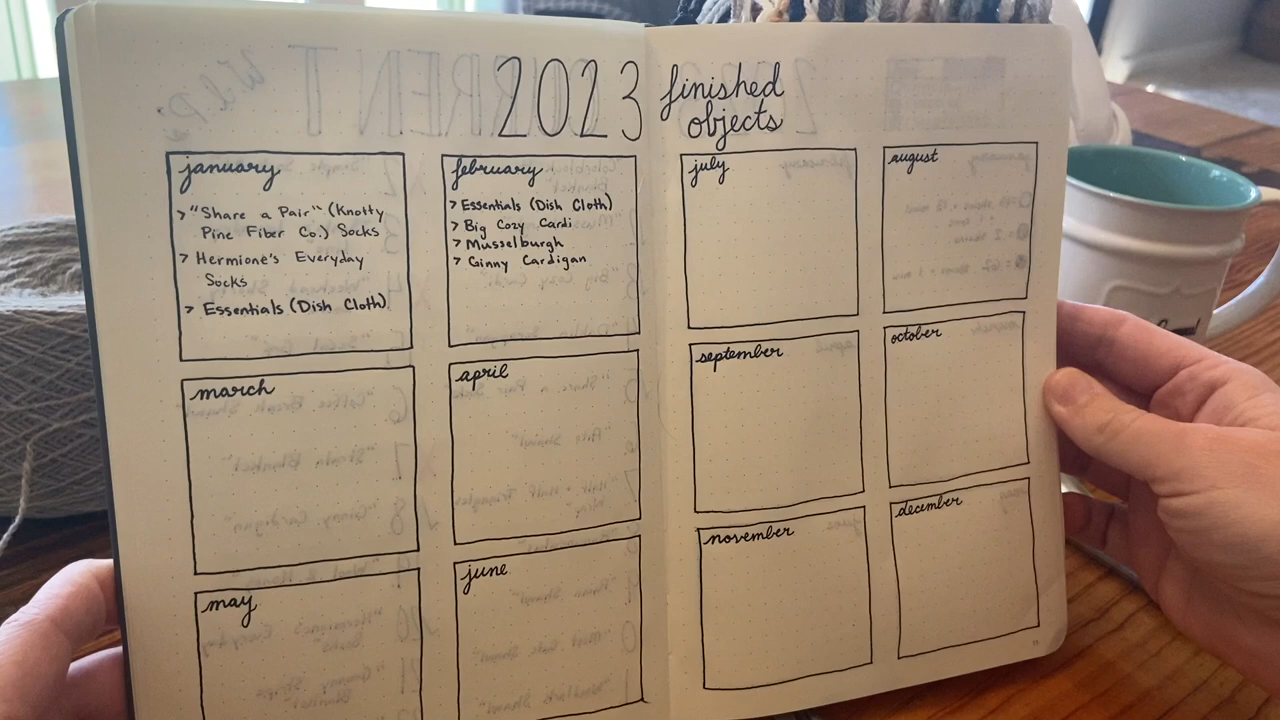 2023 finished
objects
january
> "Share a Pair" (Knotty
Pine Fiber Co.) Socks
> Hermione's Everyday
Socks
> Essentials (Dish Cloth)
february
> Essentials (Dish Cloth)
> Big Cozy Cardi
> Musselburgh
> Ginny Cardigan
march
april
may
june
july
august
september
october
november
december